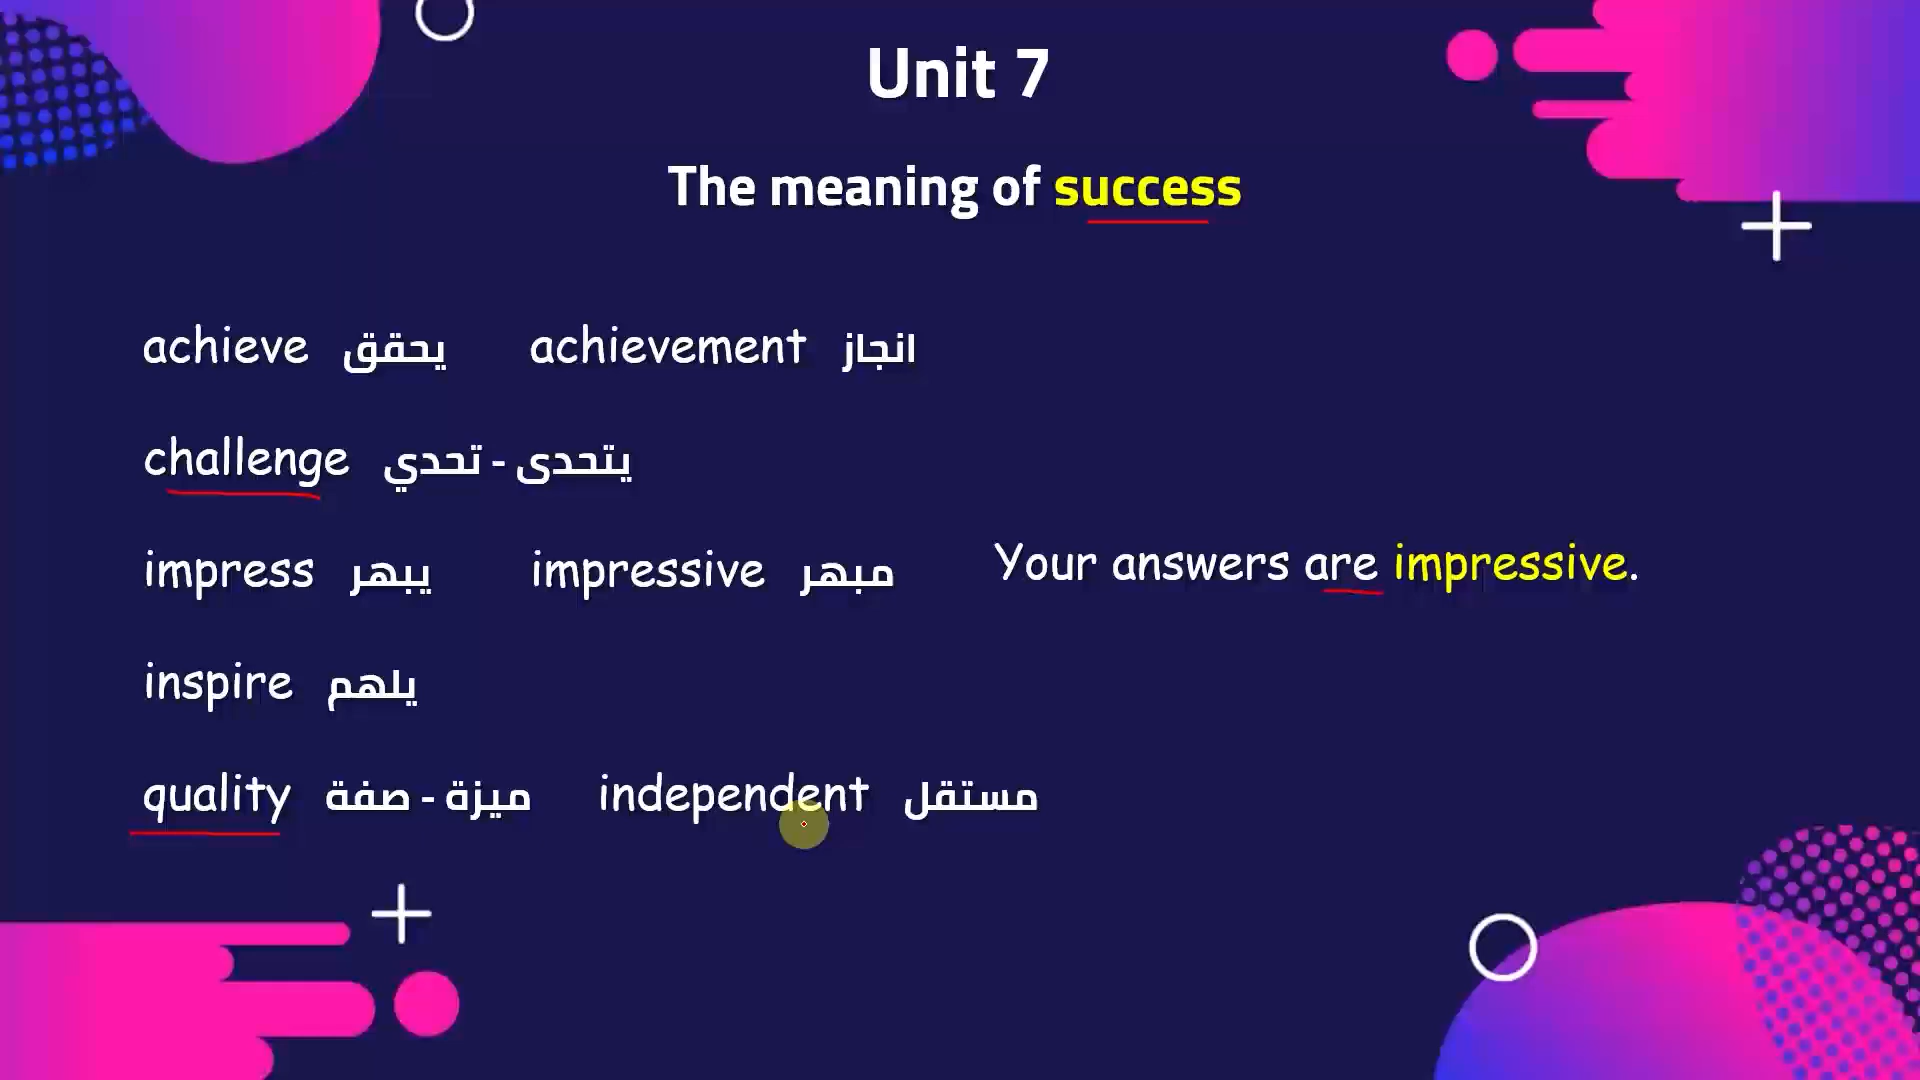 Unit 7
The meaning of success
achieve يحقق achievement انجاز
challenge يتحدى - تحدي
impress يبهر impressive مبهر Your answers are impressive.
inspire يلهم
quality ميزة - صفة independent مستقل